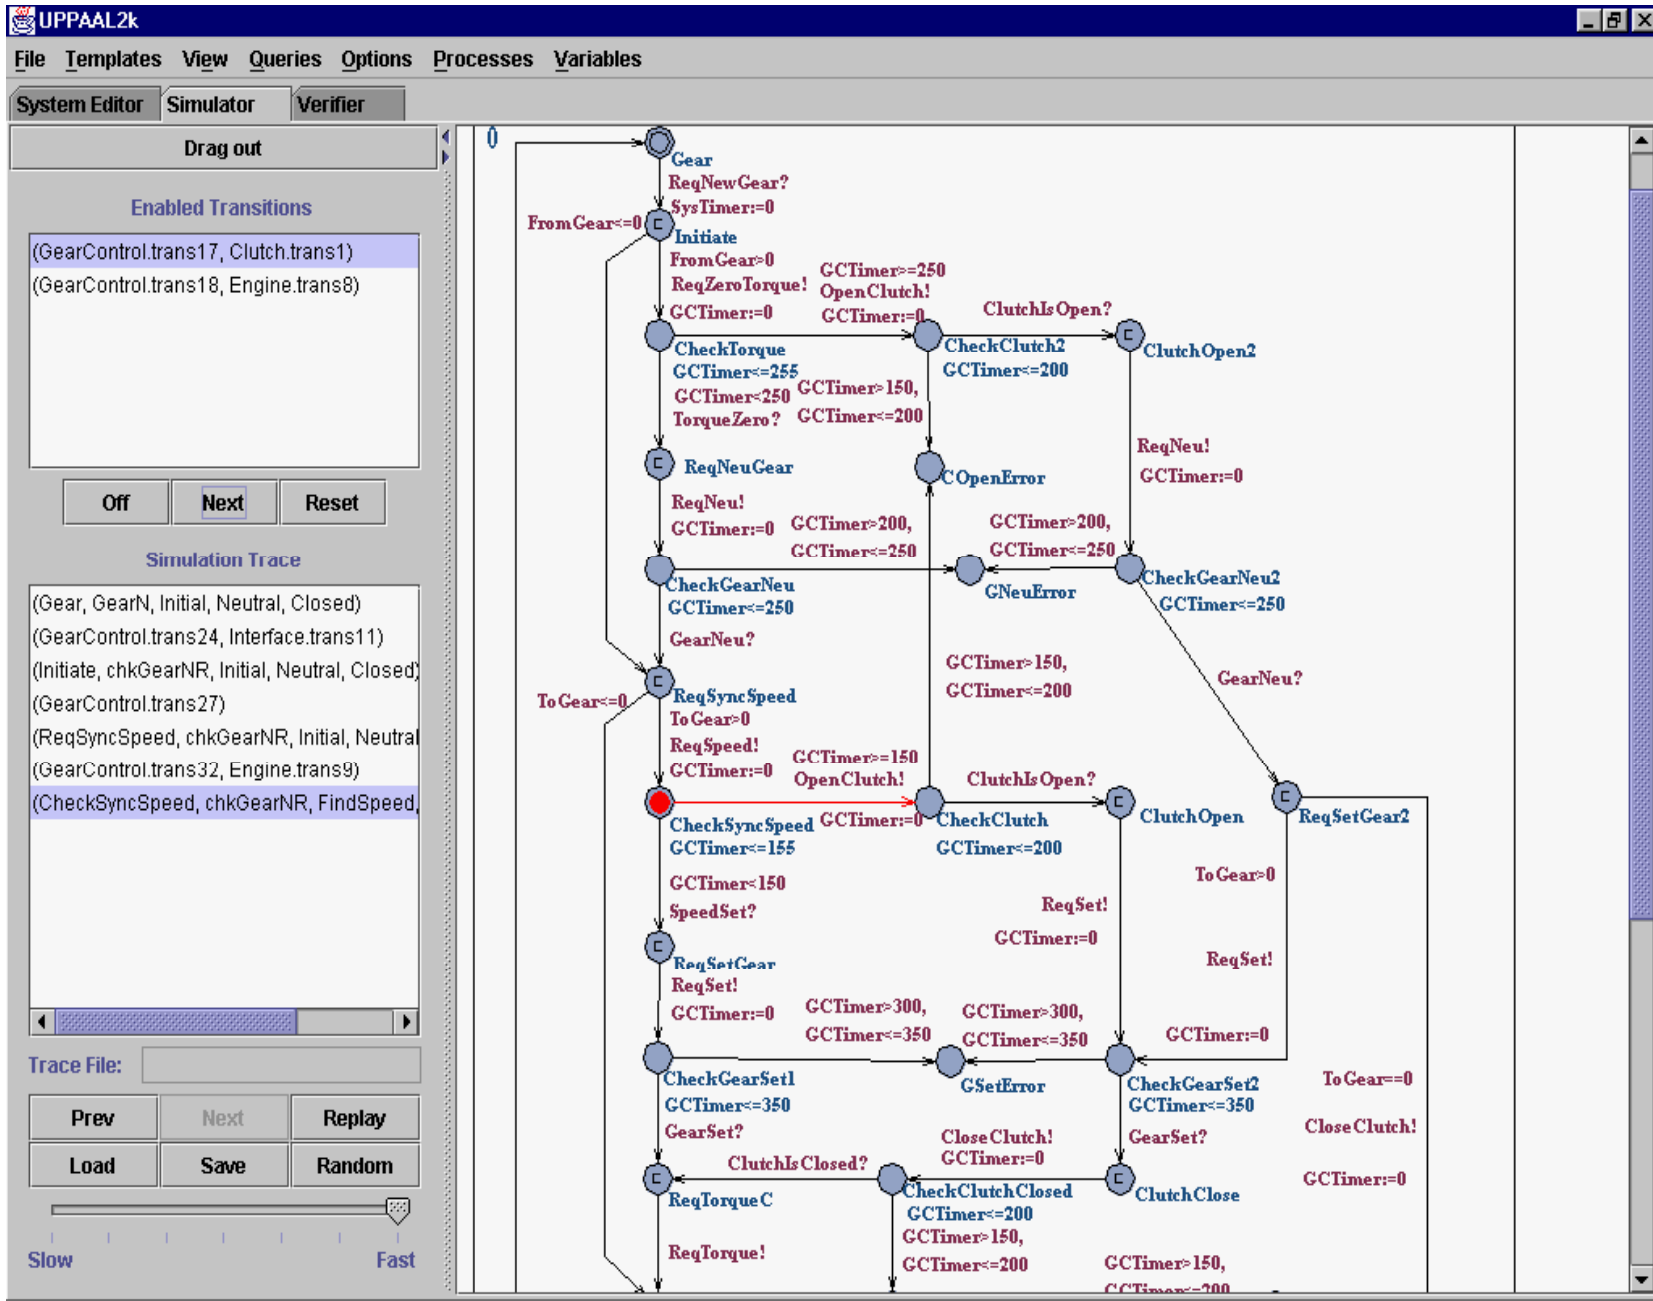 UPPAAL2k
File Templates View Queries Options Processes Variables
System Editor Simulator Verifier
Drag out
Enabled Transitions
(GearControl.trans17, Clutch.trans1)
(GearControl.trans18, Engine.trans8)
Off Next Reset
Simulation Trace
(Gear, GearN, Initial, Neutral, Closed)
(GearControl.trans24, Interface.trans11)
(Initiate, chkGearNR, Initial, Neutral, Closed)
(GearControl.trans27)
(ReqSyncSpeed, chkGearNR, Initial, Neutral
(GearControl.trans32, Engine.trans9)
(CheckSyncSpeed, chkGearNR, FindSpeed,
Trace File:
Prev Next Replay
Load Save Random
Slow Fast
0
Gear
ReqNewGear?
SysTimer:=0
FromGear<=0
C
Initiate
FromGear>0
ReqZeroTorque!
GCTimer:=0
GCTimer>=250
OpenClutch!
GCTimer:=0
ClutchIsOpen?
C
CheckTorque
GCTimer<=255
CheckClutch2
GCTimer<=200
ClutchOpen2
GCTimer<250
TorqueZero?
GCTimer>150,
GCTimer<=200
ReqNeu!
GCTimer:=0
C
ReqNeuGear
COpenError
ReqNeu!
GCTimer:=0
GCTimer>200,
GCTimer<=250
GCTimer>200,
GCTimer<=250
CheckGearNeu
GCTimer<=250
GNeuError
CheckGearNeu2
GCTimer<=250
GearNeu?
GCTimer>150,
GCTimer<=200
GearNeu?
C
ReqSyncSpeed
ToGear<=0
ToGear>0
ReqSpeed!
GCTimer:=0
GCTimer>=150
OpenClutch!
GCTimer:=0
ClutchIsOpen?
C
C
CheckSyncSpeed
GCTimer<=155
CheckClutch
GCTimer<=200
ClutchOpen
ReqSetGear2
GCTimer<150
SpeedSet?
ReqSet!
GCTimer:=0
ToGear>0
ReqSet!
GCTimer:=0
C
ReqSetGear
ReqSet!
GCTimer:=0
GCTimer>300,
GCTimer<=350
GCTimer>300,
GCTimer<=350
CheckGearSet1
GCTimer<=350
GSetError
CheckGearSet2
GCTimer<=350
ToGear==0
CloseClutch!
GCTimer:=0
GearSet?
ClutchIsClosed?
CloseClutch!
GCTimer:=0
GearSet?
C
C
ReqTorqueC
CheckClutchClosed
GCTimer<=200
ClutchClose
ReqTorque!
GCTimer>150,
GCTimer<=200
GCTimer>150,
GCTimer<=200